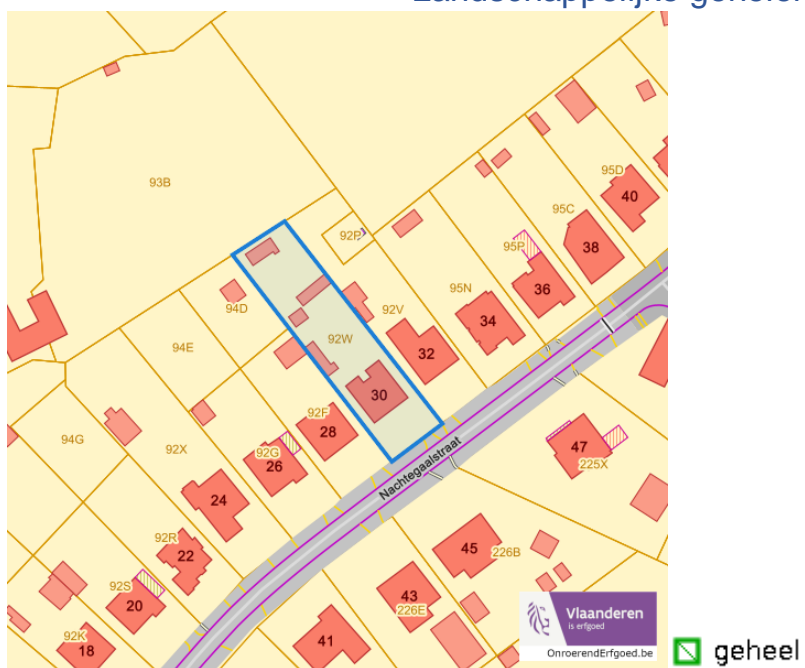 Landschappelijke gehele
93B
95D
40
92P
95C
38
95P
36
94D
92V
95N
34
92W
32
94E
30
92F
28
94G
92X
92G
26
Nachtegaalstraat
47
225X
24
92R
22
45
226B
92S
20
43
226E
92K
18
41
Vlaanderen
is erfgoed
OnroerendErfgoed.be
geheel